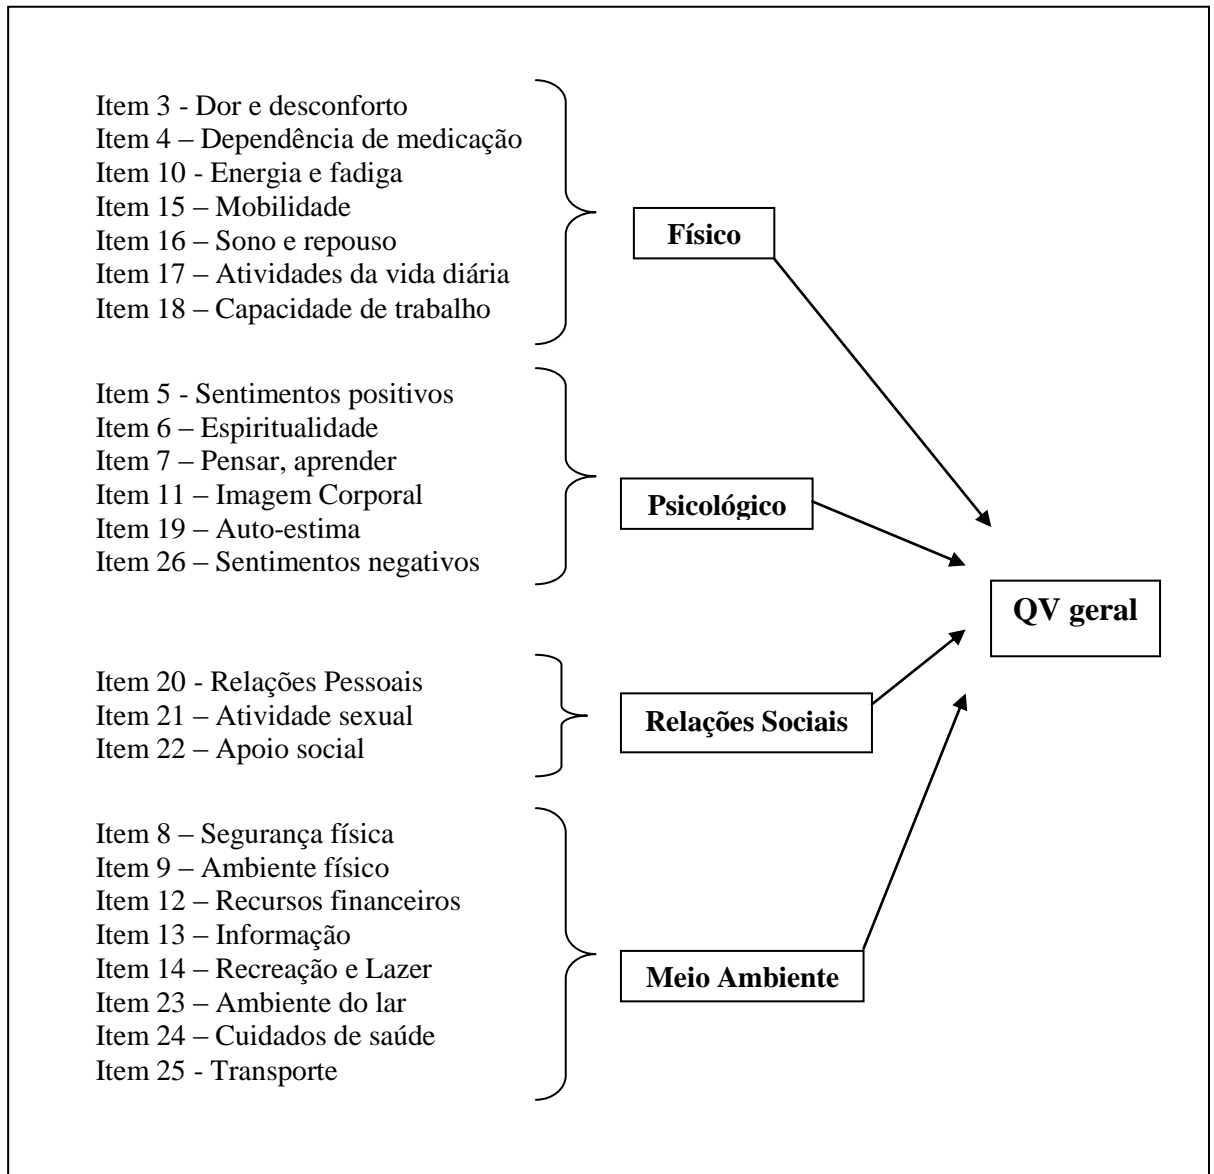 Item 3 - Dor e desconforto
Item 4 – Dependência de medicação
Item 10 - Energia e fadiga
Item 15 – Mobilidade
Item 16 – Sono e repouso
Item 17 – Atividades da vida diária
Item 18 – Capacidade de trabalho
Físico
Item 5 - Sentimentos positivos
Item 6 – Espiritualidade
Item 7 – Pensar, aprender
Item 11 – Imagem Corporal
Item 19 – Auto-estima
Item 26 – Sentimentos negativos
Psicológico
QV geral
Item 20 - Relações Pessoais
Item 21 – Atividade sexual
Item 22 – Apoio social
Relações Sociais
Item 8 – Segurança física
Item 9 – Ambiente físico
Item 12 – Recursos financeiros
Item 13 – Informação
Item 14 – Recreação e Lazer
Item 23 – Ambiente do lar
Item 24 – Cuidados de saúde
Item 25 - Transporte
Meio Ambiente